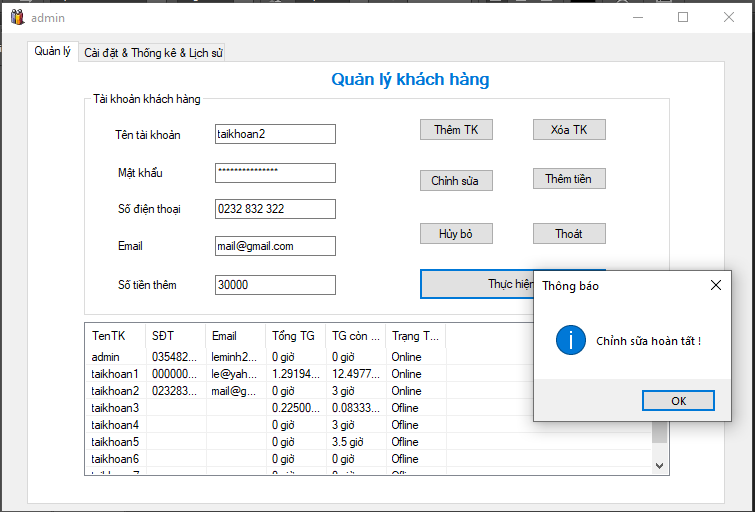 admin
Quản lý
Cài đặt & Thống kê & Lịch sử
Quản lý khách hàng
Tài khoản khách hàng
Tên tài khoản taikhoan2 Thêm TK Xóa TK
Mật khẩu *************** Chỉnh sửa Thêm tiền
Số điện thoại 0232 832 322
Email mail@gmail.com Hủy bỏ Thoát
Số tiền thêm 30000 Thực hiện
Thông báo
Chỉnh sữa hoàn tất !
OK
TenTK SĐT Email Tổng TG TG còn ... Trạng T...
admin 035482... leminh2... 0 giờ 0 giờ Online
taikhoan1 000000... le@yah... 1.29194... 12.4977... Online
taikhoan2 023283... mail@g... 0 giờ 3 giờ Online
taikhoan3 0.22500... 0.08333... Ofline
taikhoan4 0 giờ 3 giờ Ofline
taikhoan5 0 giờ 3.5 giờ Ofline
taikhoan6 0 giờ 0 giờ Ofline